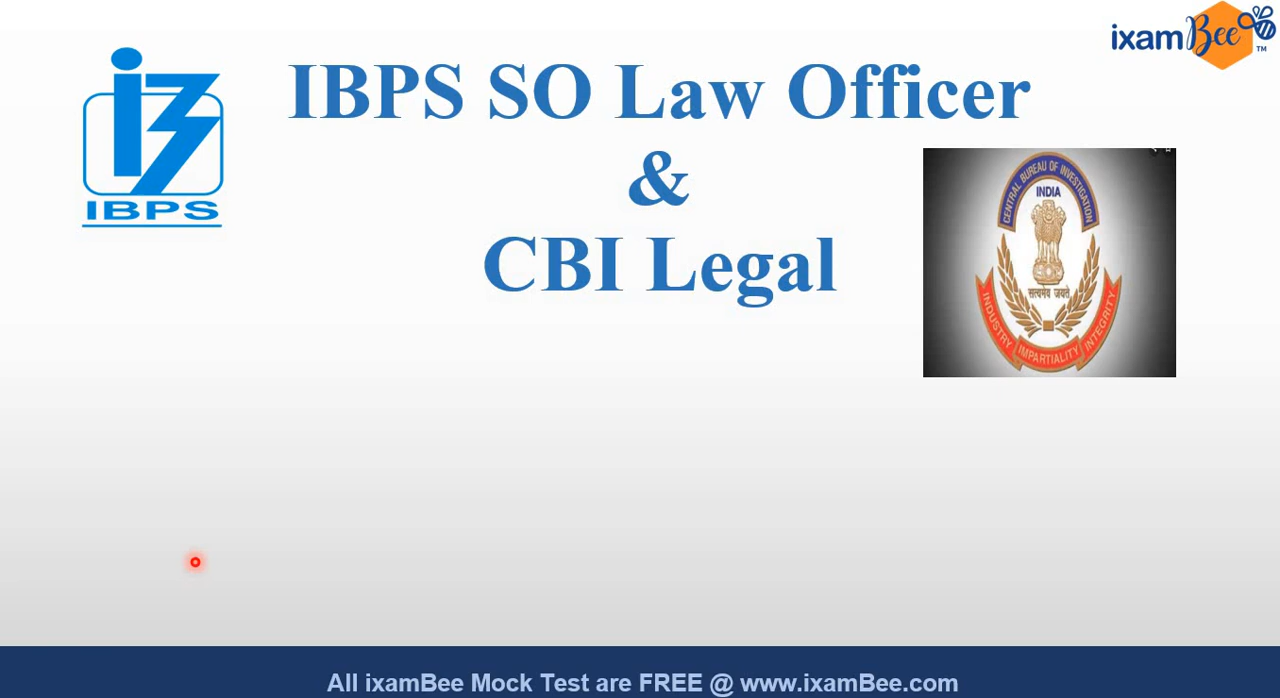 ixamBee TM
IBPS SO Law Officer
&
CBI Legal
IBPS
CENTRAL BUREAU OF INVESTIGATION
INDIA
सत्यमेव जयते
INDUSTRY IMPARTIALITY INTEGRITY
All ixamBee Mock Test are FREE @ www.ixamBee.com